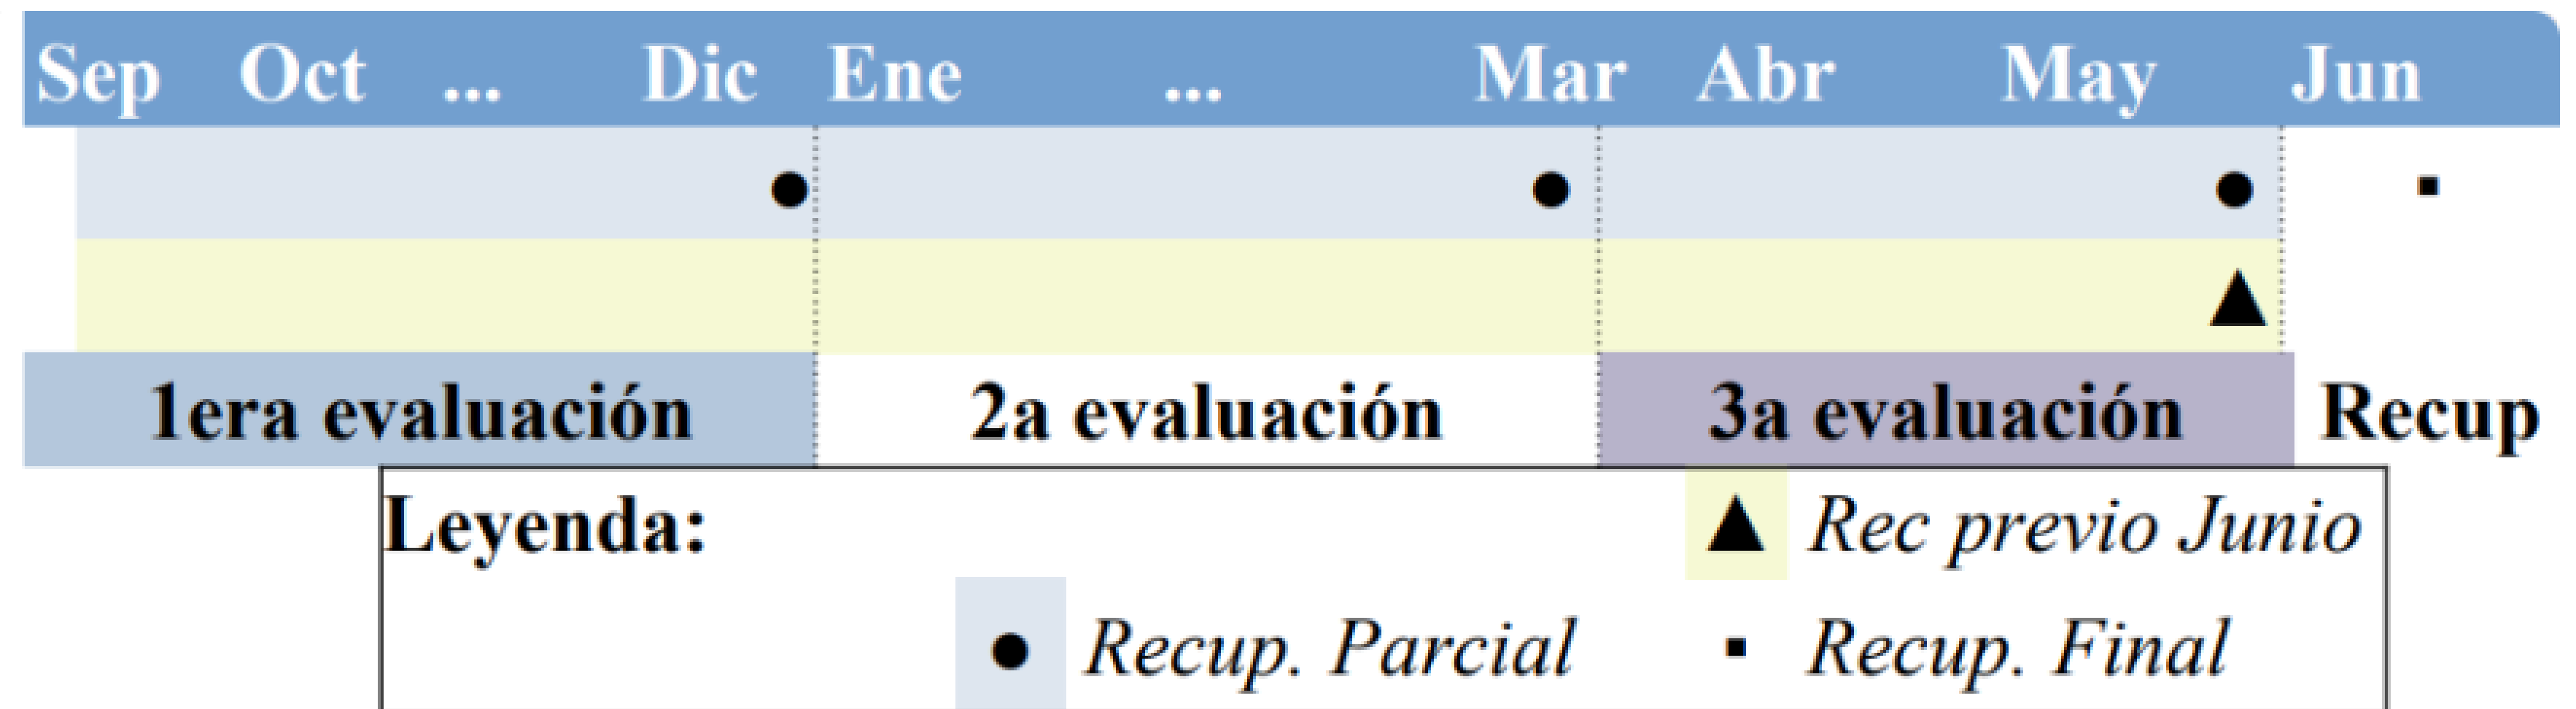 Sep Oct ... Dic Ene ... Mar Abr May Jun
1era evaluación 2a evaluación 3a evaluación Recup
Leyenda: Rec previo Junio
Recup. Parcial Recup. Final